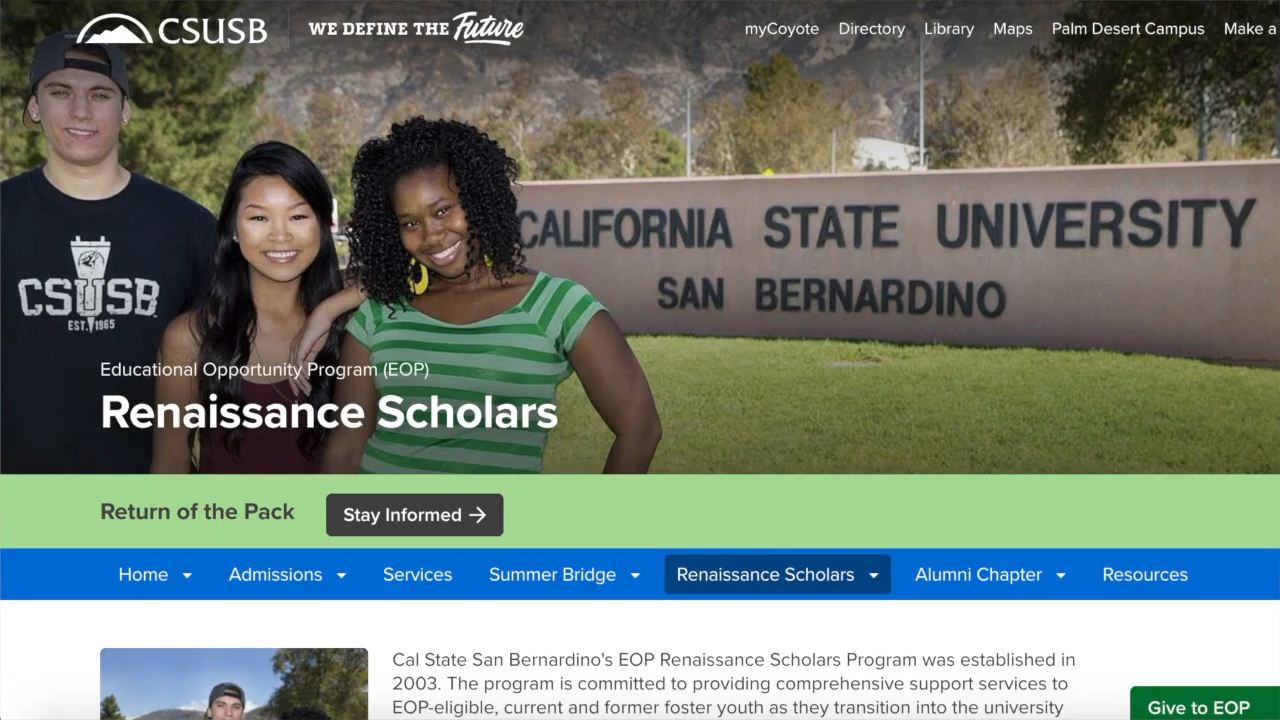 CSUSB WE DEFINE THE Future
myCoyote Directory Library Maps Palm Desert Campus Make a
CALIFORNIA STATE UNIVERSITY
SAN BERNARDINO
CSUSB
EST. 1965
Educational Opportunity Program (EOP)
Renaissance Scholars
Return of the Pack Stay Informed →
Home Admissions Services Summer Bridge Renaissance Scholars Alumni Chapter Resources
Cal State San Bernardino's EOP Renaissance Scholars Program was established in
2003. The program is committed to providing comprehensive support services to
EOP-eligible, current and former foster youth as they transition into the university
Give to EOP